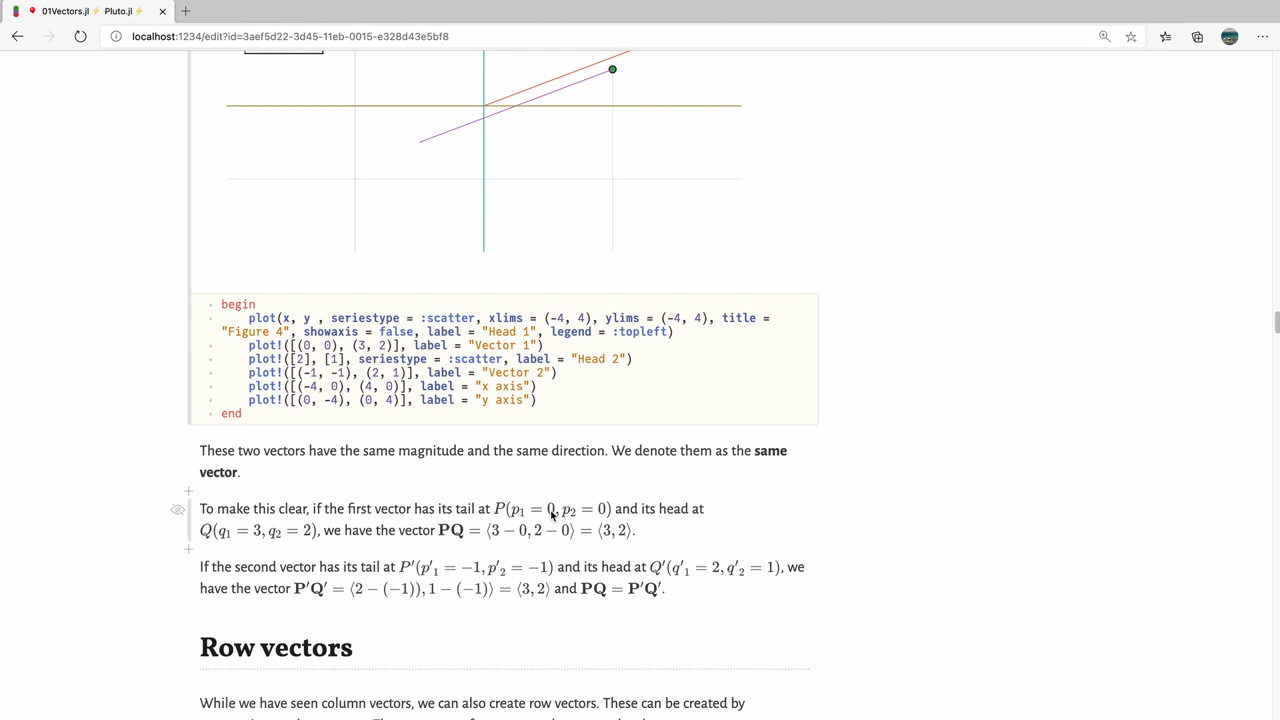 01Vectors.jl ⚡ Pluto.jl ⚡
localhost:1234/edit?id=3aef5d22-3d45-11eb-0015-e328d43e5bf8
begin
plot(x, y , seriestype = :scatter, xlims = (-4, 4), ylims = (-4, 4), title =
"Figure 4", showaxis = false, label = "Head 1", legend = :topleft)
plot!([(0, 0), (3, 2)], label = "Vector 1")
plot!([2], [1], seriestype = :scatter, label = "Head 2")
plot!([(-1, -1), (2, 1)], label = "Vector 2")
plot!([(-4, 0), (4, 0)], label = "x axis")
plot!([(0, -4), (0, 4)], label = "y axis")
end
These two vectors have the same magnitude and the same direction. We denote them as the same
vector.
To make this clear, if the first vector has its tail at P(p₁ = 0, p₂ = 0) and its head at
Q(q₁ = 3, q₂ = 2), we have the vector PQ = ⟨3 − 0, 2 − 0⟩ = ⟨3, 2⟩.
If the second vector has its tail at P′(p′₁ = −1, p′₂ = −1) and its head at Q′(q′₁ = 2, q′₂ = 1), we
have the vector P′Q′ = ⟨2 − (−1)), 1 − (−1)⟩ = ⟨3, 2⟩ and PQ = P′Q′.
Row vectors
While we have seen column vectors, we can also create row vectors. These can be created by